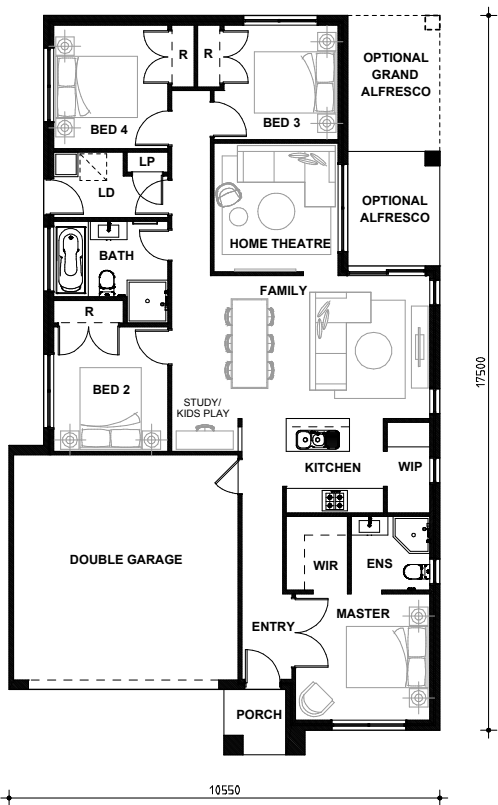 R
R
OPTIONAL
GRAND
ALFRESCO
BED 4
BED 3
LP
LD
OPTIONAL
ALFRESCO
HOME THEATRE
BATH
FAMILY
R
BED 2
17500
STUDY/
KIDS PLAY
KITCHEN
WIP
DOUBLE GARAGE
WIR
ENS
MASTER
ENTRY
PORCH
10550